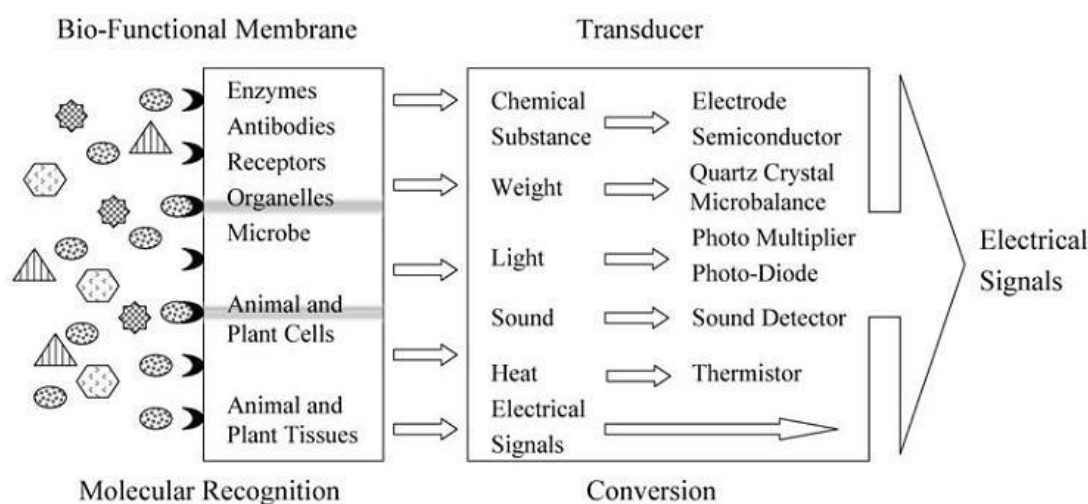 Bio-Functional Membrane
Transducer
Enzymes
Antibodies
Receptors
Organelles
Microbe
Animal and
Plant Cells
Animal and
Plant Tissues
Chemical
Substance
Electrode
Semiconductor
Weight
Quartz Crystal
Microbalance
Light
Photo Multiplier
Photo-Diode
Sound
Sound Detector
Heat
Thermistor
Electrical
Signals
Electrical
Signals
Molecular Recognition
Conversion